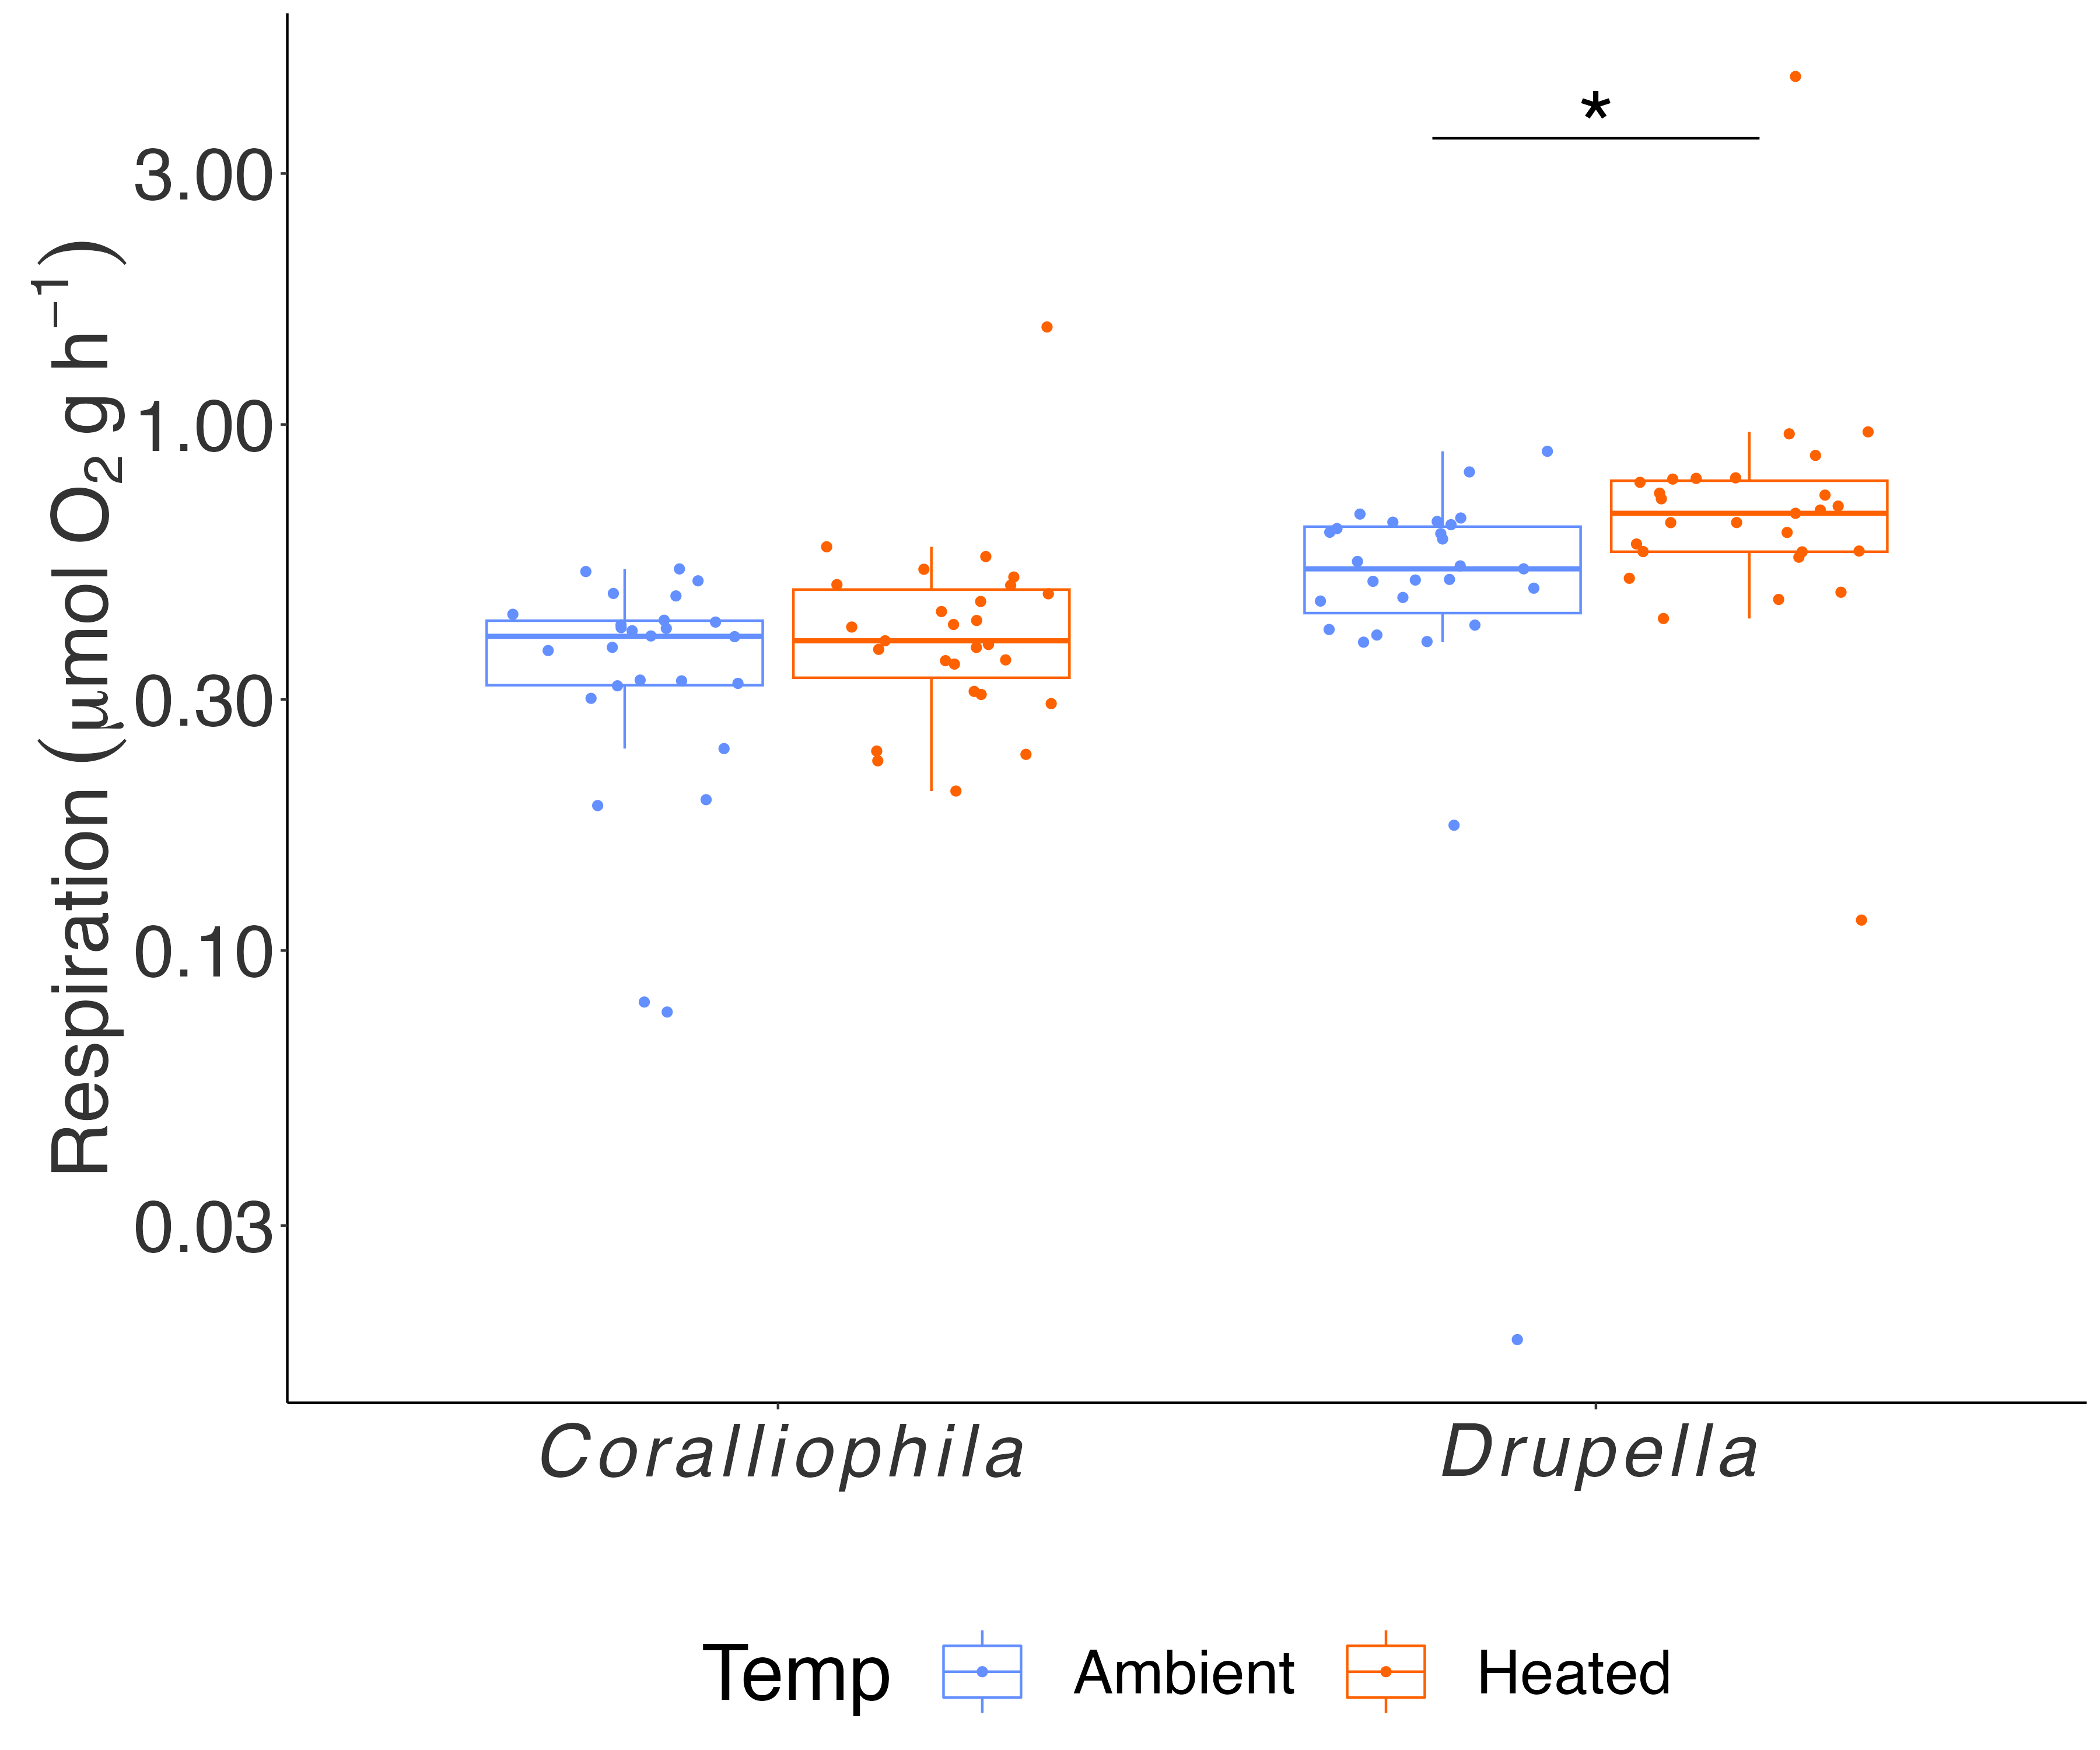 Respiration (μmol O₂ g h⁻¹)
3.00
1.00
0.30
0.10
0.03
*
Coralliophila
Drupella
Temp Ambient Heated